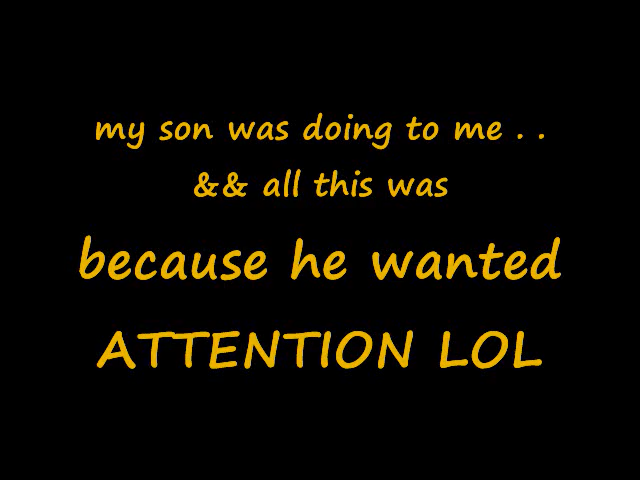 my son was doing to me . .
&& all this was
because he wanted
ATTENTION LOL